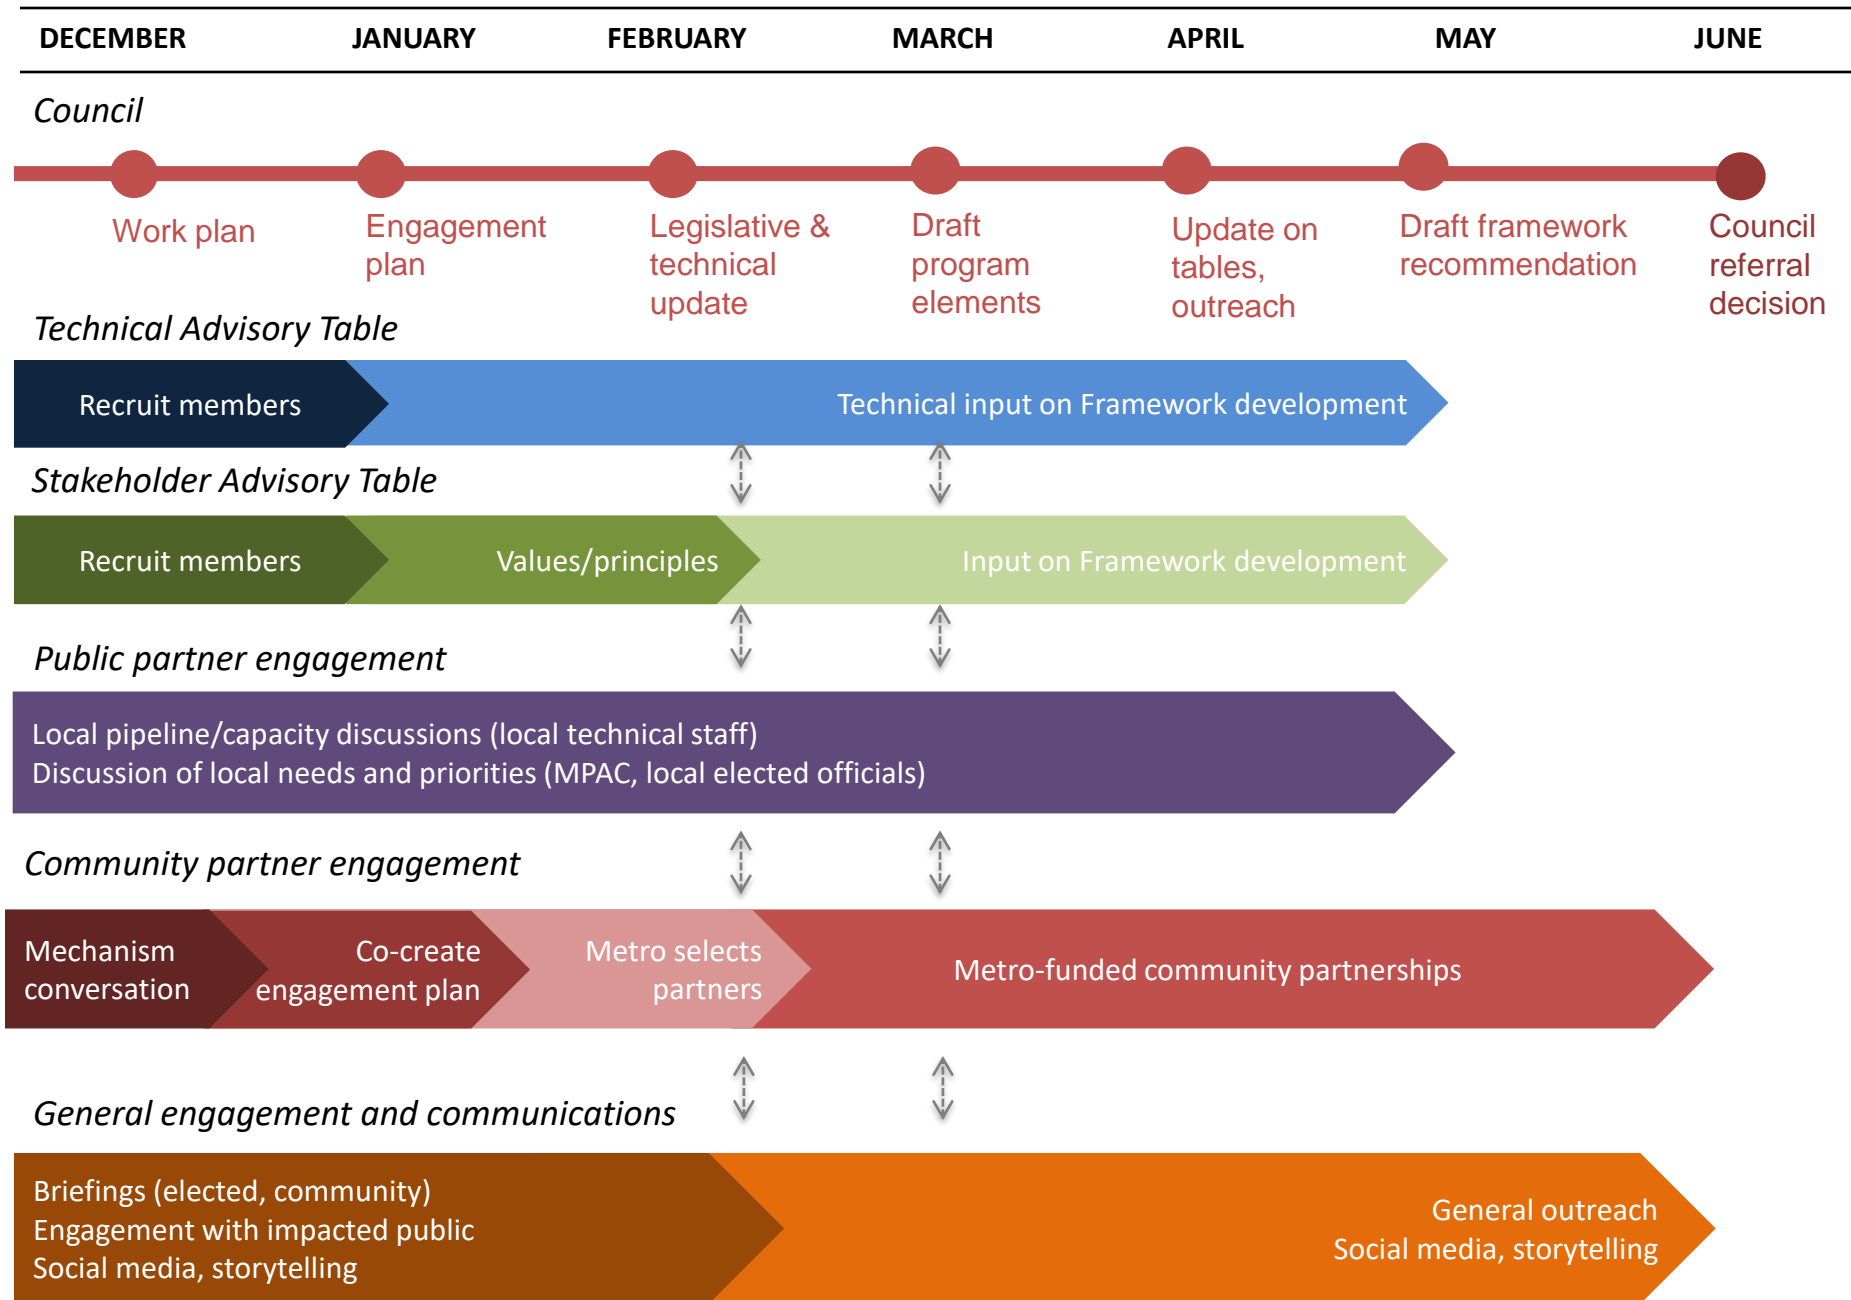 DECEMBER JANUARY FEBRUARY MARCH APRIL MAY JUNE
Council
Work plan
Engagement
plan
Legislative &
technical
update
Draft
program
elements
Update on
tables,
outreach
Draft framework
recommendation
Council
referral
decision
Technical Advisory Table
Recruit members
Technical input on Framework development
Stakeholder Advisory Table
Recruit members
Values/principles
Input on Framework development
Public partner engagement
Local pipeline/capacity discussions (local technical staff)
Discussion of local needs and priorities (MPAC, local elected officials)
Community partner engagement
Mechanism
conversation
Co-create
engagement plan
Metro selects
partners
Metro-funded community partnerships
General engagement and communications
Briefings (elected, community)
Engagement with impacted public
Social media, storytelling
General outreach
Social media, storytelling